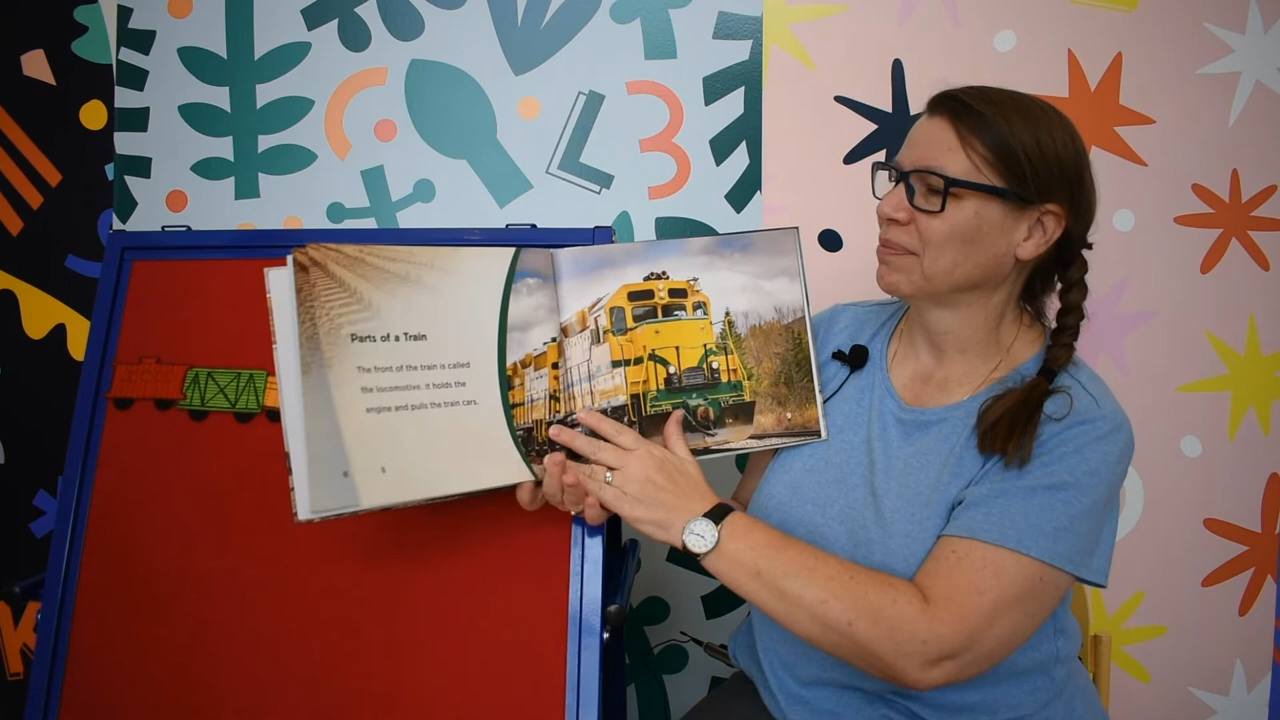 L3
K
Parts of a Train
The front of the train is called
the locomotive. It holds the
engine and pulls the train cars.